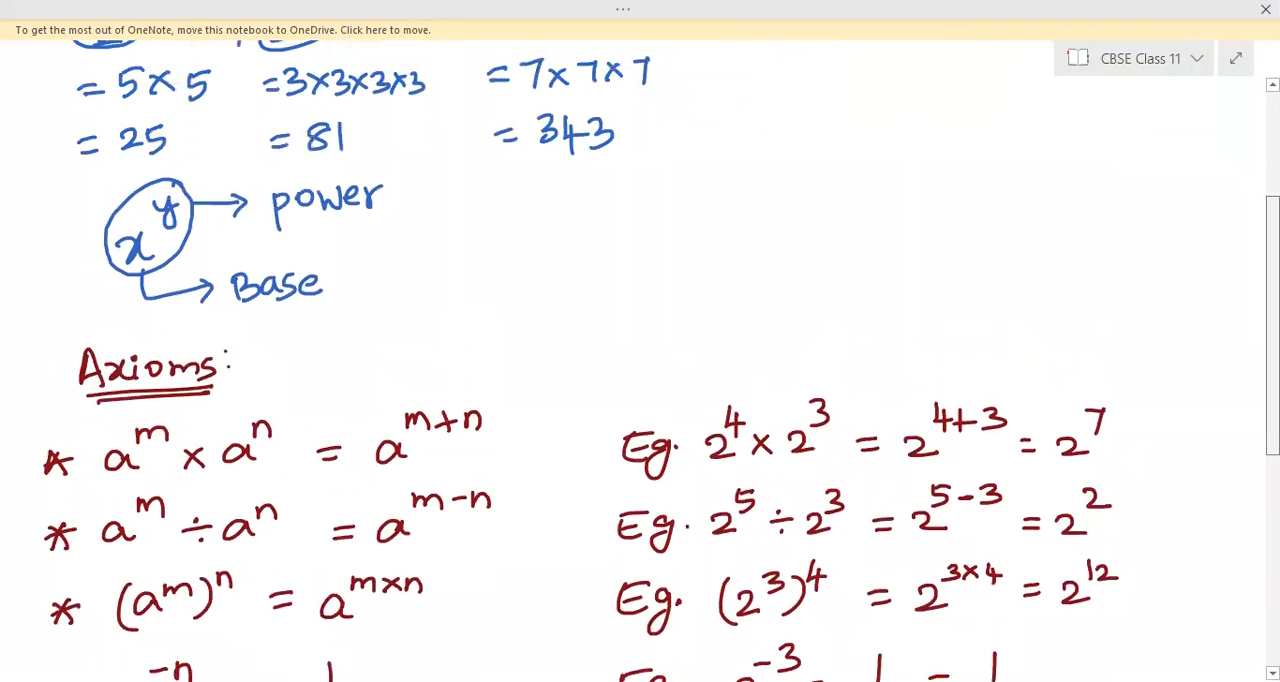 To get the most out of OneNote, move this notebook to OneDrive. Click here to move.
CBSE Class 11
= 5 × 5 = 3×3×3×3 = 7×7×7
= 25 = 81 = 343
x^y → power
→ Base
Axioms:
* a^m × a^n = a^(m+n) Eg. 2^4 × 2^3 = 2^(4+3) = 2^7
* a^m ÷ a^n = a^(m-n) Eg. 2^5 ÷ 2^3 = 2^(5-3) = 2^2
* (a^m)^n = a^(m×n) Eg. (2^3)^4 = 2^(3×4) = 2^12